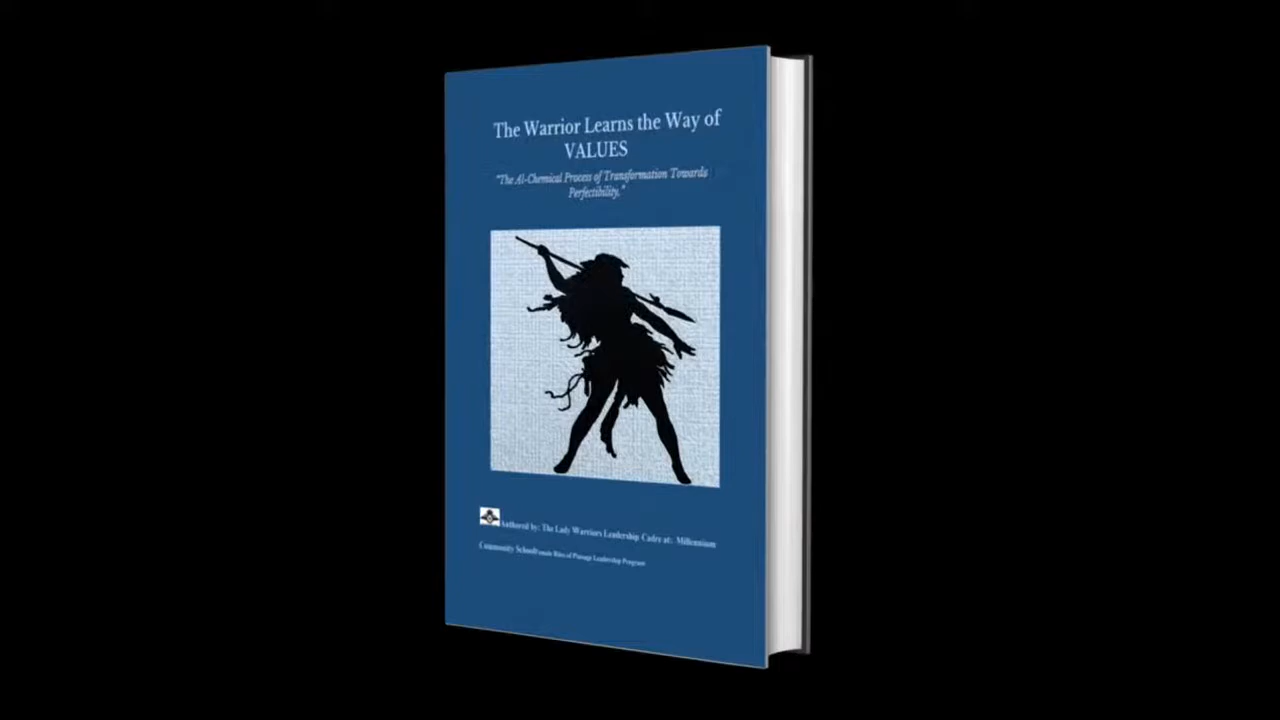 The Warrior Learns the Way of
VALUES
"The Al-Chemical Process of Transformation Towards
Perfectibility."
Authored by: The Lady Warriors Leadership Cadre at: Millennium
Community School Rites of Passage Leadership Program